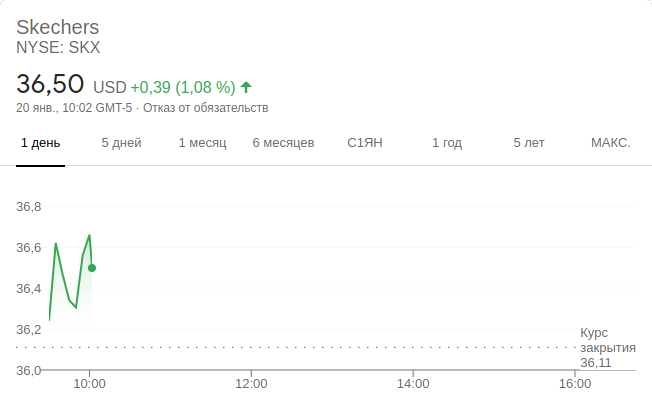 Skechers
NYSE: SKX
36,50 USD +0,39 (1,08 %)
20 янв., 10:02 GMT-5 · Отказ от обязательств
1 день 5 дней 1 месяц 6 месяцев С1ЯН 1 год 5 лет МАКС.
36,8
36,6
36,4
36,2
Курс
закрытия
36,11
36,0
10:00 12:00 14:00 16:00